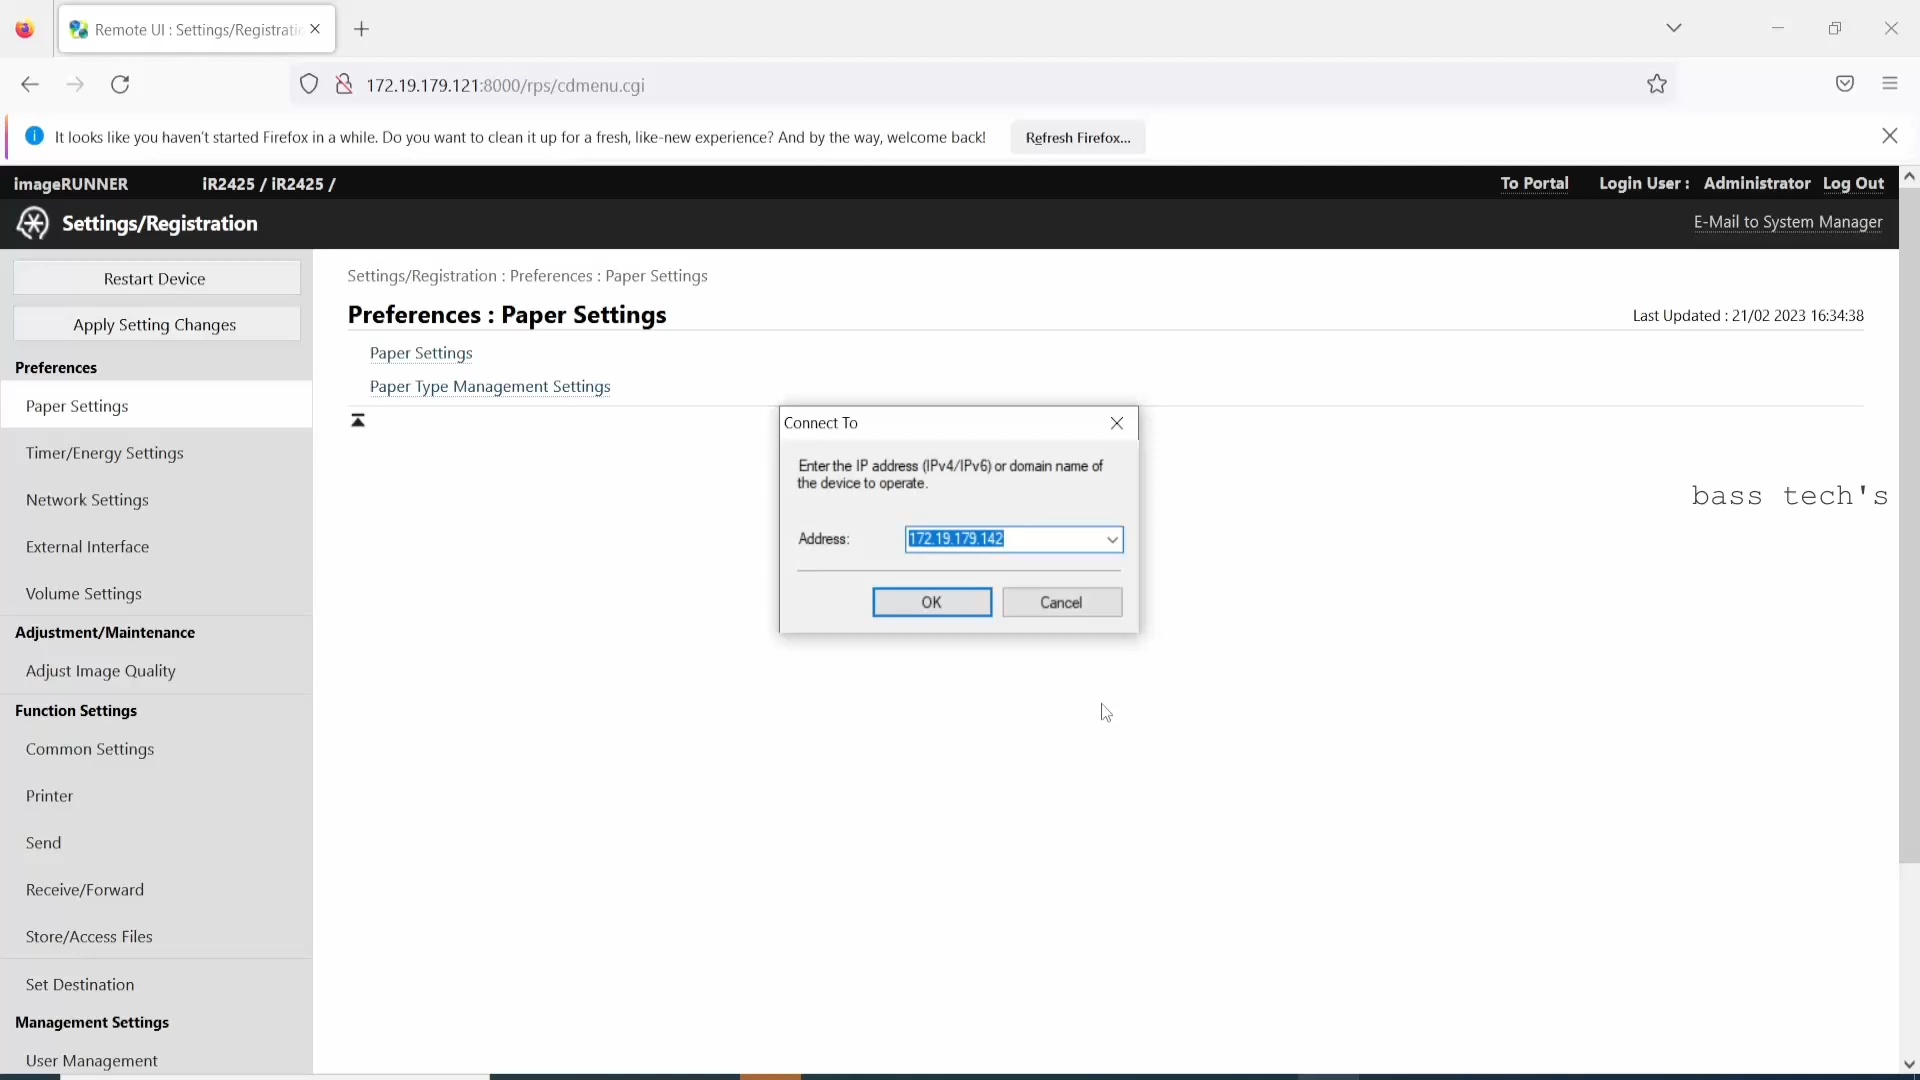 Remote UI : Settings/Registratic
172.19.179.121:8000/rps/cdmenu.cgi
It looks like you haven't started Firefox in a while. Do you want to clean it up for a fresh, like-new experience? And by the way, welcome back!
Refresh Firefox...
imageRUNNER
iR2425 / iR2425 /
To Portal
Login User :
Administrator
Log Out
Settings/Registration
E-Mail to System Manager
Restart Device
Apply Setting Changes
Preferences
Paper Settings
Timer/Energy Settings
Network Settings
External Interface
Volume Settings
Adjustment/Maintenance
Adjust Image Quality
Function Settings
Common Settings
Printer
Send
Receive/Forward
Store/Access Files
Set Destination
Management Settings
User Management
Settings/Registration : Preferences : Paper Settings
Preferences : Paper Settings
Last Updated : 21/02 2023 16:34:38
Paper Settings
Paper Type Management Settings
Connect To
Enter the IP address (IPv4/IPv6) or domain name of
the device to operate.
Address:
172.19.179.142
OK
Cancel
bass tech's